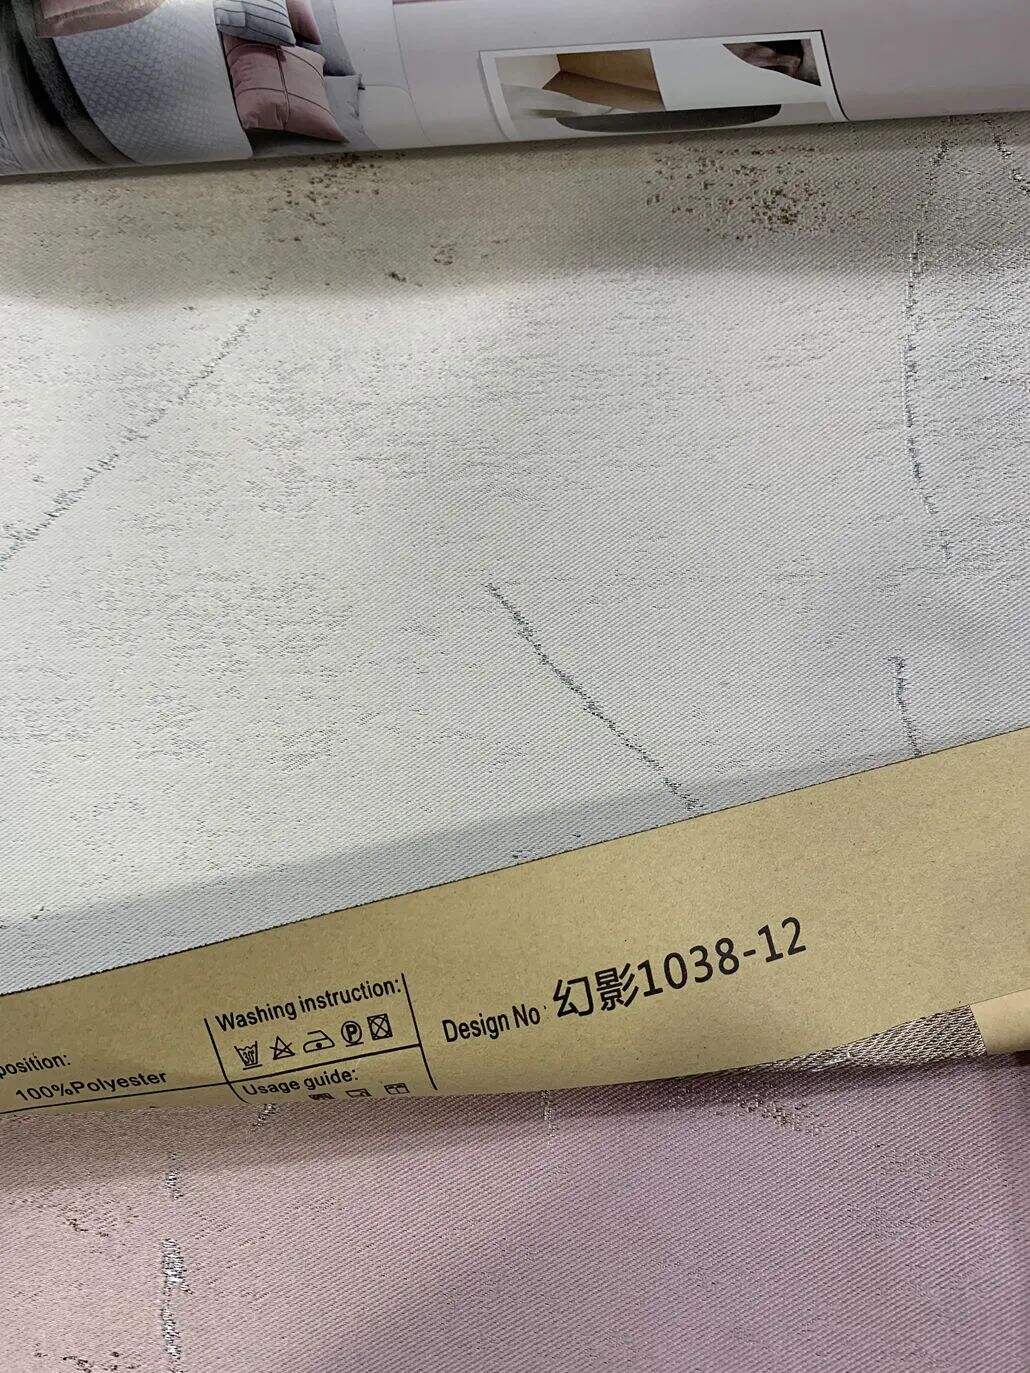 position:
100%Polyester
Washing instruction:
P
Usage guide:
Design No: 幻影1038-12